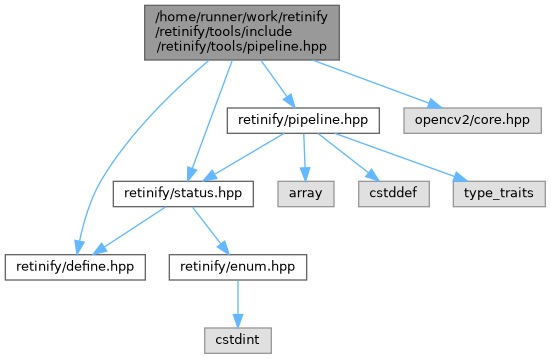 /home/runner/work/retinify
/retinify/tools/include
/retinify/tools/pipeline.hpp
retinify/pipeline.hpp
opencv2/core.hpp
retinify/status.hpp
array
cstddef
type_traits
retinify/define.hpp
retinify/enum.hpp
cstdint